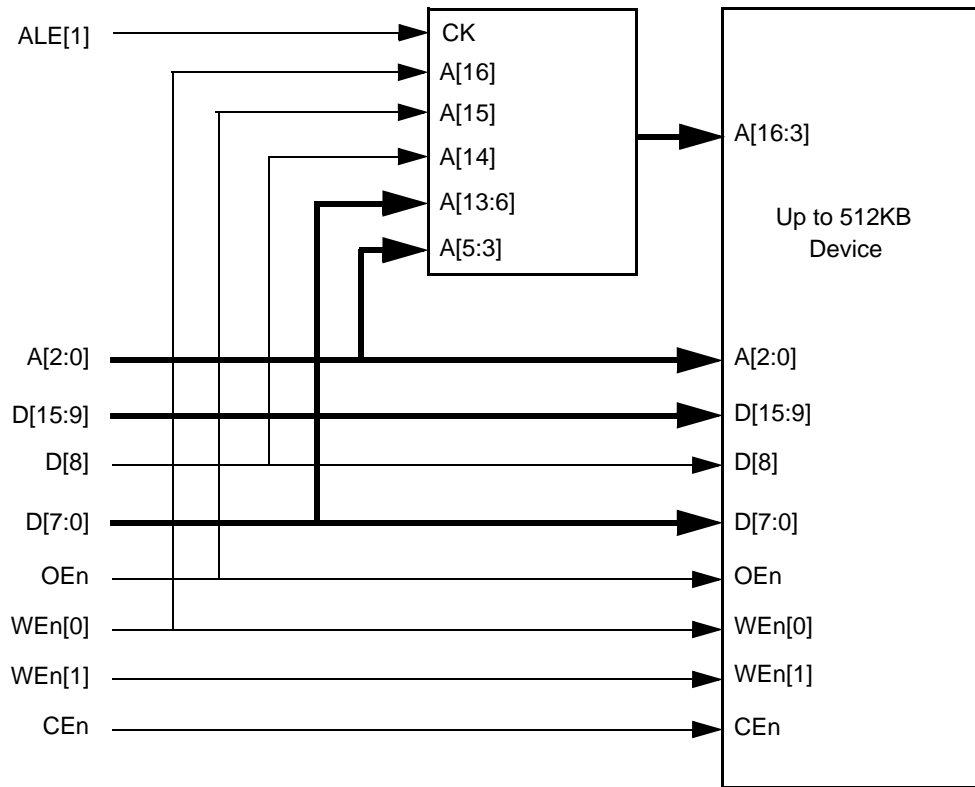 ALE[1]
CK
A[16]
A[15]
A[14]
A[13:6]
A[5:3]
A[16:3]
Up to 512KB
Device
A[2:0]
A[2:0]
D[15:9]
D[15:9]
D[8]
D[8]
D[7:0]
D[7:0]
OEn
OEn
WEn[0]
WEn[0]
WEn[1]
WEn[1]
CEn
CEn